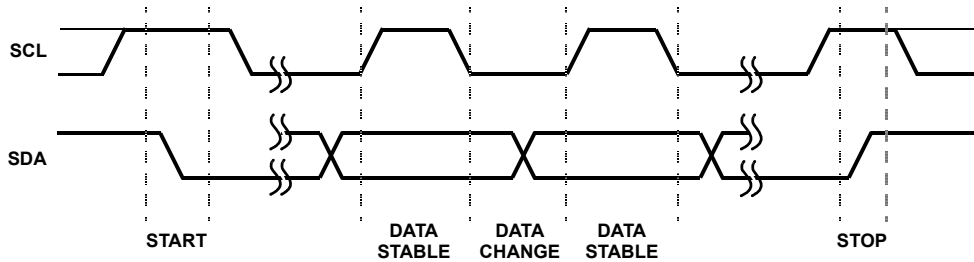 SCL
SDA
START
DATA
STABLE
DATA
CHANGE
DATA
STABLE
STOP